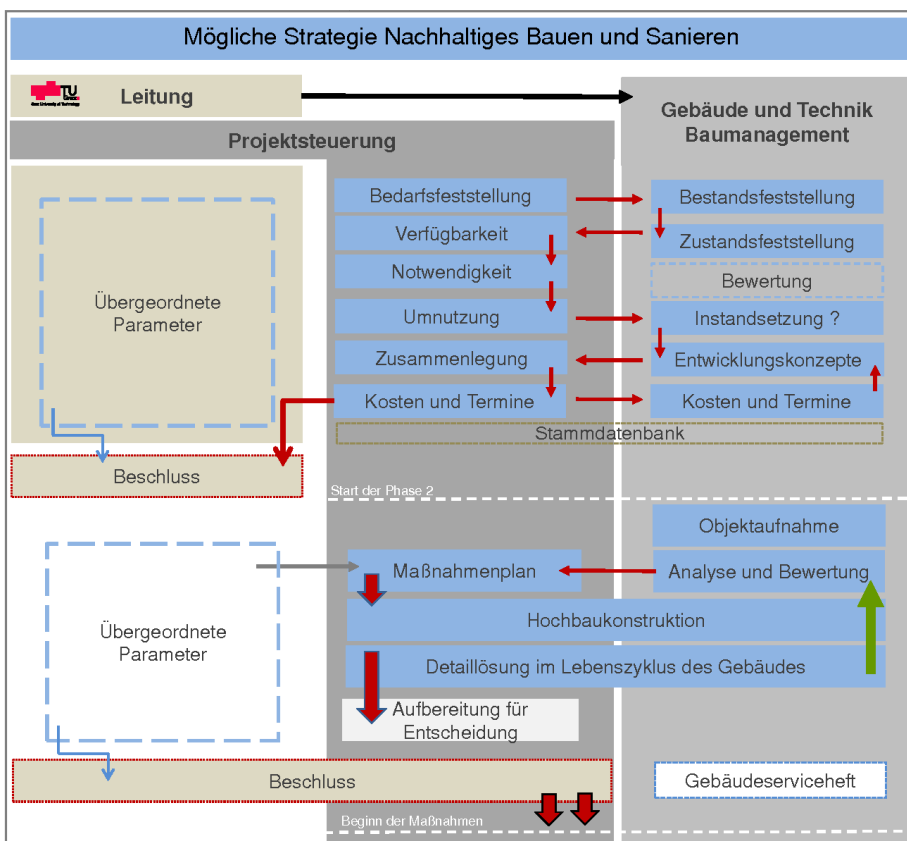 Mögliche Strategie Nachhaltiges Bauen und Sanieren
TU
Leitung
Gebäude und Technik
Baumanagement
Projektsteuerung
Bedarfsfeststellung
Bestandsfeststellung
Verfügbarkeit
Zustandsfeststellung
Notwendigkeit
Bewertung
Übergeordnete
Parameter
Umnutzung
Instandsetzung ?
Zusammenlegung
Entwicklungskonzepte
Kosten und Termine
Kosten und Termine
Stammdatenbank
Beschluss
Start der Phase 2
Objektaufnahme
Maßnahmenplan
Analyse und Bewertung
Hochbaukonstruktion
Übergeordnete
Parameter
Detaillösung im Lebenszyklus des Gebäudes
Aufbereitung für
Entscheidung
Beschluss
Gebäudeserviceheft
Beginn der Maßnahmen